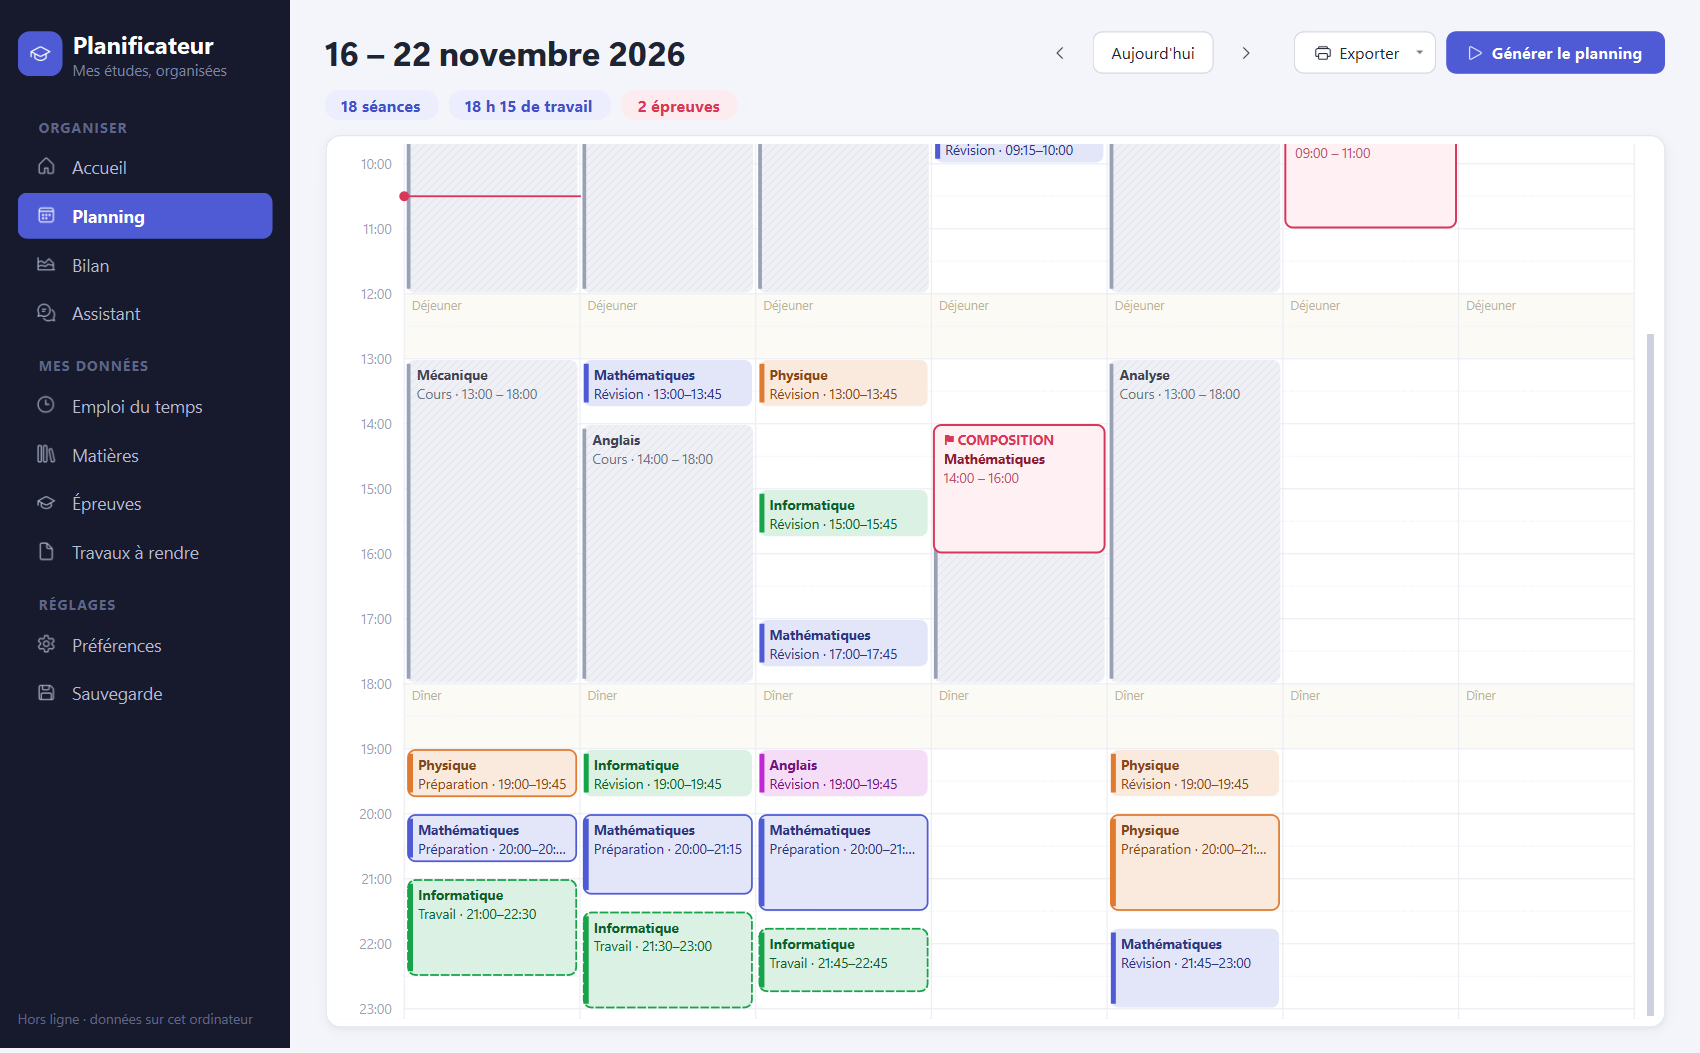 Planificateur
Mes études, organisées
ORGANISER
Accueil
Planning
Bilan
Assistant
MES DONNÉES
Emploi du temps
Matières
Épreuves
Travaux à rendre
RÉGLAGES
Préférences
Sauvegarde
Hors ligne · données sur cet ordinateur
16 – 22 novembre 2026
Aujourd'hui
Exporter
Générer le planning
18 séances
18 h 15 de travail
2 épreuves
10:00
11:00
12:00
13:00
14:00
15:00
16:00
17:00
18:00
19:00
20:00
21:00
22:00
23:00
Déjeuner
Mécanique
Cours · 13:00 – 18:00
Dîner
Physique
Préparation · 19:00–19:45
Mathématiques
Préparation · 20:00–20:...
Informatique
Travail · 21:00–22:30
Déjeuner
Mathématiques
Révision · 13:00–13:45
Anglais
Cours · 14:00 – 18:00
Dîner
Informatique
Révision · 19:00–19:45
Mathématiques
Préparation · 20:00–21:15
Informatique
Travail · 21:30–23:00
Déjeuner
Physique
Révision · 13:00–13:45
Informatique
Révision · 15:00–15:45
Mathématiques
Révision · 17:00–17:45
Dîner
Anglais
Révision · 19:00–19:45
Mathématiques
Préparation · 20:00–21:...
Informatique
Travail · 21:45–22:45
Révision · 09:15–10:00
Déjeuner
COMPOSITION
Mathématiques
14:00 – 16:00
Dîner
Déjeuner
Analyse
Cours · 13:00 – 18:00
Dîner
Physique
Révision · 19:00–19:45
Physique
Préparation · 20:00–21:...
Mathématiques
Révision · 21:45–23:00
09:00 – 11:00
Déjeuner
Dîner
Déjeuner
Dîner